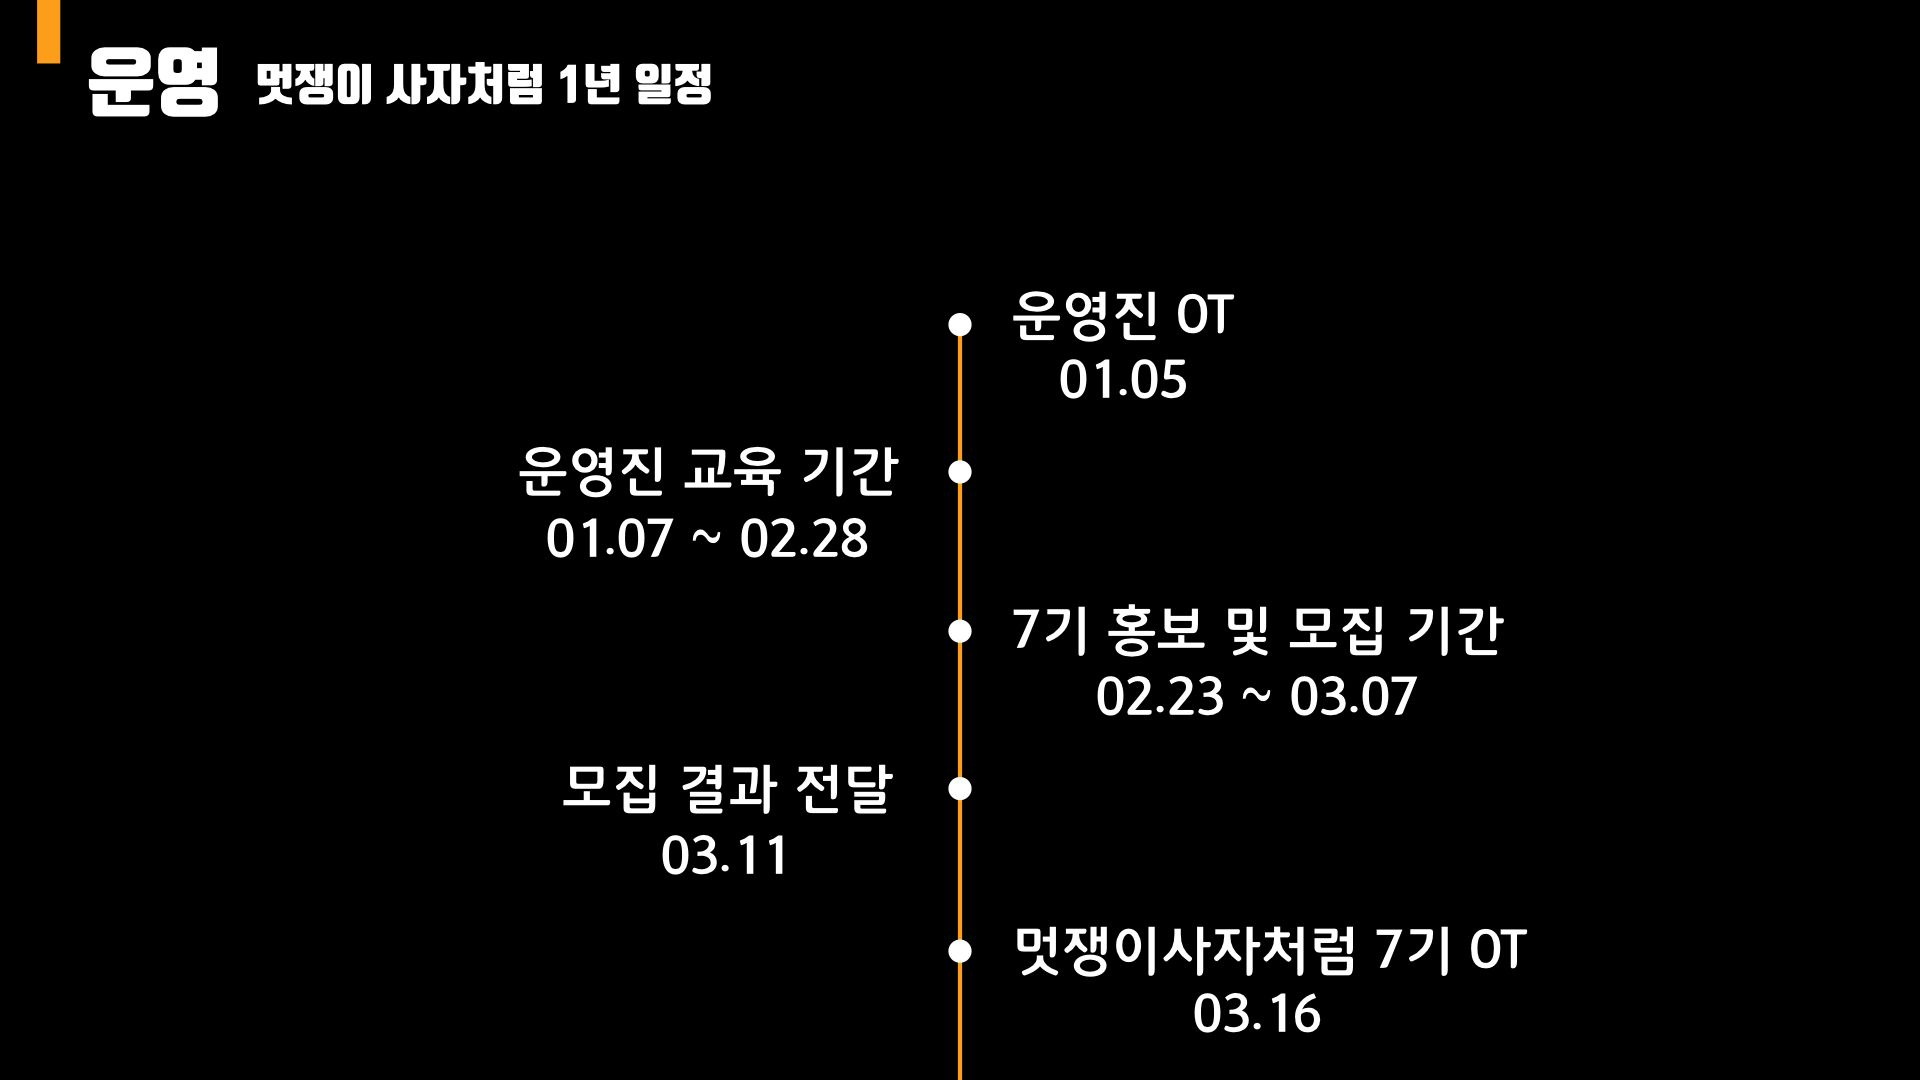 운영 멋쟁이 사자처럼 1년 일정
운영진 OT
01.05
운영진 교육 기간
01.07 ~ 02.28
7기 홍보 및 모집 기간
02.23 ~ 03.07
모집 결과 전달
03.11
멋쟁이사자처럼 7기 OT
03.16